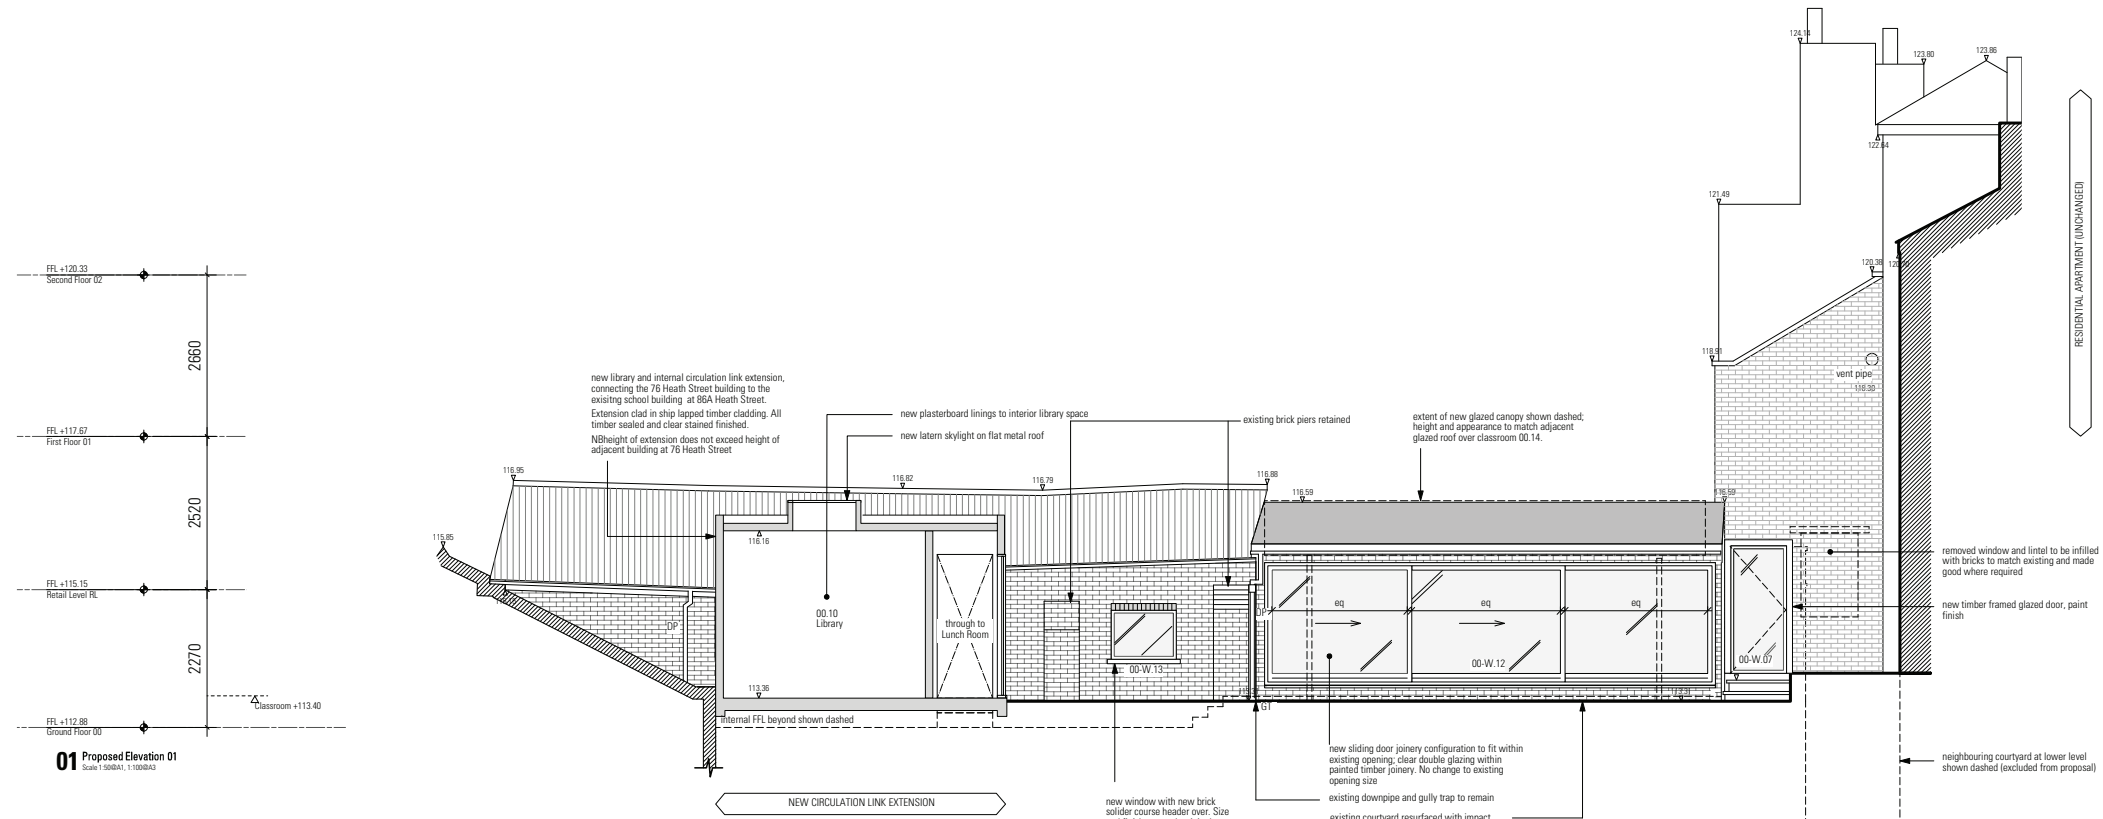 124.14
123.80
123.86
122.64
121.49
120.38
118.91
vent pipe
118.30
RESIDENTIAL APARTMENT (UNCHANGED)
FFL +120.33
Second Floor 02
2660
FFL +117.67
First Floor 01
2520
FFL +115.15
Retail Level RL
2270
Classroom +113.40
FFL +112.88
Ground Floor 00
01 Proposed Elevation 01
Scale 1:50@A1, 1:100@A3
new library and internal circulation link extension,
connecting the 76 Heath Street building to the
exisitng school building at 86A Heath Street.
Extension clad in ship lapped timber cladding. All
timber sealed and clear stained finished.
NBheight of extension does not exceed height of
adjacent building at 76 Heath Street
new plasterboard linings to interior library space
new latern skylight on flat metal roof
existing brick piers retained
extent of new glazed canopy shown dashed;
height and appearance to match adjacent
glazed roof over classroom 00.14.
116.95
116.82
116.79
116.88
116.59
116.59
115.85
116.16
00.10
Library
through to
Lunch Room
DP
DP
113.36
internal FFL beyond shown dashed
00-W.13
eq
eq
eq
00-W.12
00-W.07
113.31
GT
removed window and lintel to be infilled
with bricks to match existing and made
good where required
new timber framed glazed door, paint
finish
neighbouring courtyard at lower level
shown dashed (excluded from proposal)
new sliding door joinery configuration to fit within
existing opening; clear double glazing within
painted timber joinery. No change to existing
opening size
existing downpipe and gully trap to remain
existing courtyard resurfaced with impact
new window with new brick
solider course header over. Size
NEW CIRCULATION LINK EXTENSION